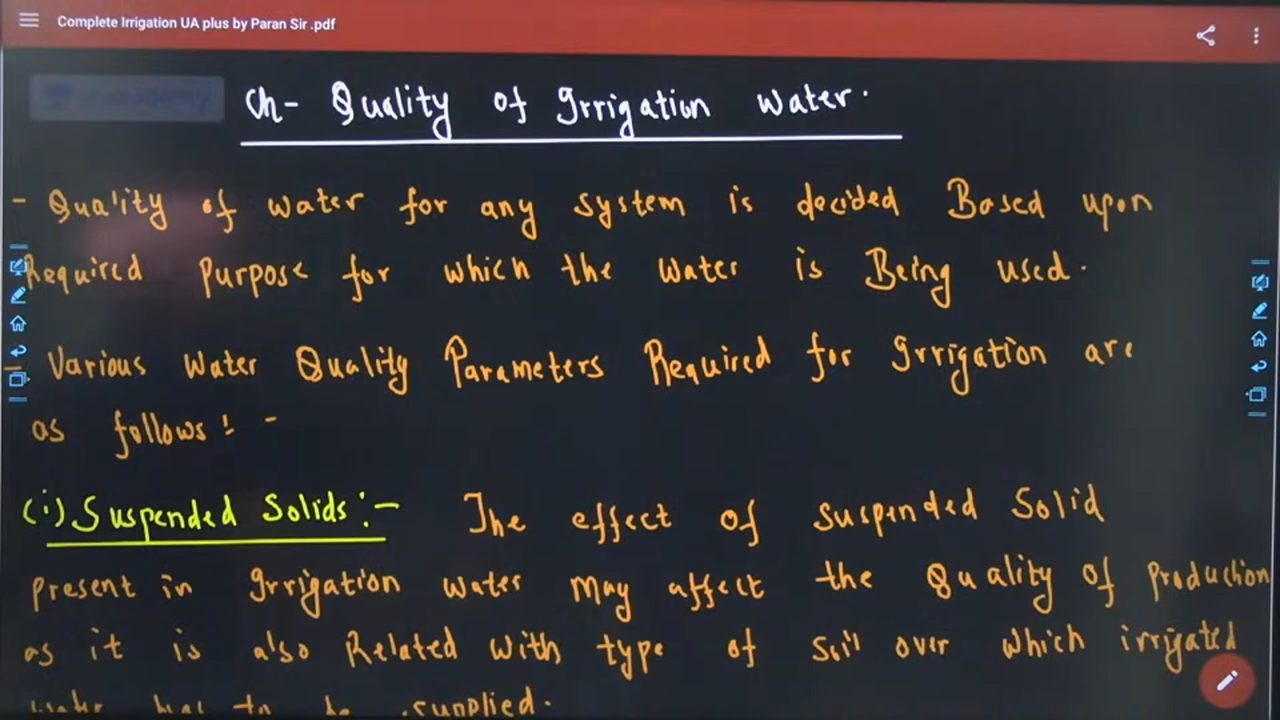 Complete Irrigation UA plus by Paran Sir .pdf
Ch- Quality of Irrigation Water.
- Quality of water for any system is decided Based upon
Required Purpose for which the water is Being used.
- Various Water Quality Parameters Required for Irrigation are
as follows: -
(i) Suspended Solids:- The effect of suspended Solid
present in Irrigation water May affect the Quality of production
as it is also Related with type of soil over which irrigated
to be supplied.